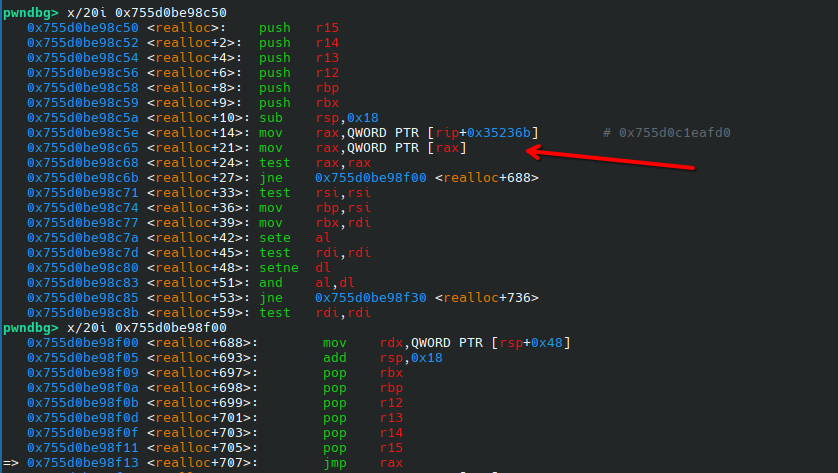 pwndbg> x/20i 0x755d0be98c50
0x755d0be98c50 <realloc>: push r15
0x755d0be98c52 <realloc+2>: push r14
0x755d0be98c54 <realloc+4>: push r13
0x755d0be98c56 <realloc+6>: push r12
0x755d0be98c58 <realloc+8>: push rbp
0x755d0be98c59 <realloc+9>: push rbx
0x755d0be98c5a <realloc+10>: sub rsp,0x18
0x755d0be98c5e <realloc+14>: mov rax,QWORD PTR [rip+0x35236b] # 0x755d0c1eafd0
0x755d0be98c65 <realloc+21>: mov rax,QWORD PTR [rax]
0x755d0be98c68 <realloc+24>: test rax,rax
0x755d0be98c6b <realloc+27>: jne 0x755d0be98f00 <realloc+688>
0x755d0be98c71 <realloc+33>: test rsi,rsi
0x755d0be98c74 <realloc+36>: mov rbp,rsi
0x755d0be98c77 <realloc+39>: mov rbx,rdi
0x755d0be98c7a <realloc+42>: sete al
0x755d0be98c7d <realloc+45>: test rdi,rdi
0x755d0be98c80 <realloc+48>: setne dl
0x755d0be98c83 <realloc+51>: and al,dl
0x755d0be98c85 <realloc+53>: jne 0x755d0be98f30 <realloc+736>
0x755d0be98c8b <realloc+59>: test rdi,rdi
pwndbg> x/20i 0x755d0be98f00
0x755d0be98f00 <realloc+688>: mov rdx,QWORD PTR [rsp+0x48]
0x755d0be98f05 <realloc+693>: add rsp,0x18
0x755d0be98f09 <realloc+697>: pop rbx
0x755d0be98f0a <realloc+698>: pop rbp
0x755d0be98f0b <realloc+699>: pop r12
0x755d0be98f0d <realloc+701>: pop r13
0x755d0be98f0f <realloc+703>: pop r14
0x755d0be98f11 <realloc+705>: pop r15
=> 0x755d0be98f13 <realloc+707>: jmp rax